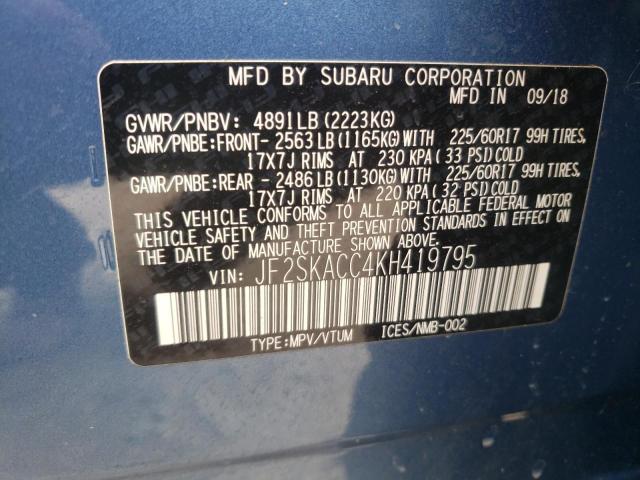 MFD BY SUBARU CORPORATION
MFD IN 09/18
GVWR/PNBV: 4891LB (2223KG)
GAWR/PNBE:FRONT- 2563LB (1165KG) WITH 225/60R17 99H TIRES,
17X7J RIMS AT 230 KPA (33 PSI) COLD
GAWR/PNBE:REAR - 2486LB (1130KG) WITH 225/60R17 99H TIRES,
17X7J RIMS AT 220 KPA (32 PSI) COLD
THIS VEHICLE CONFORMS TO ALL APPLICABLE FEDERAL MOTOR
VEHICLE SAFETY AND THEFT PREVENTION STANDARDS IN EFFECT ON
THE DATE OF MANUFACTURE SHOWN ABOVE.
VIN: JF2SKACC4KH419795
TYPE:MPV/VTUM ICES/NMB-002